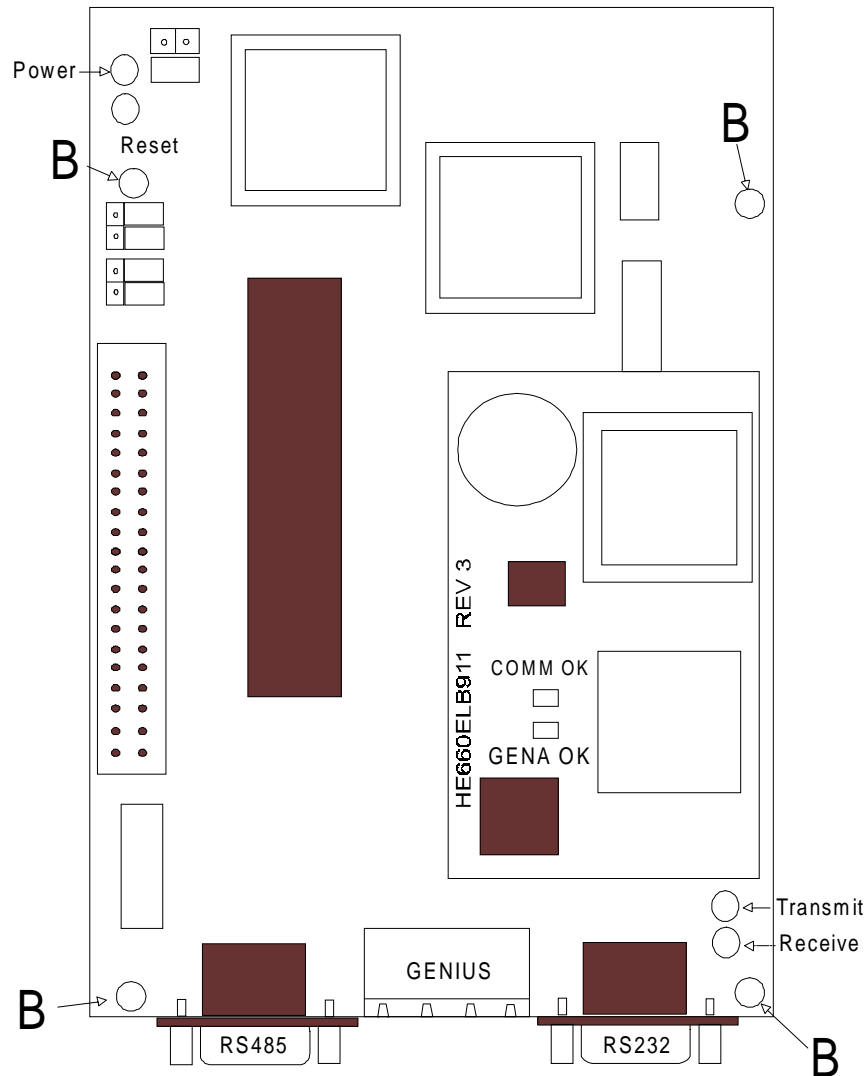 Power
B
Reset
B
HE660ELB911 REV 3
COMM OK
GENA OK
Transmit
Receive
GENIUS
B
RS485
RS232
B